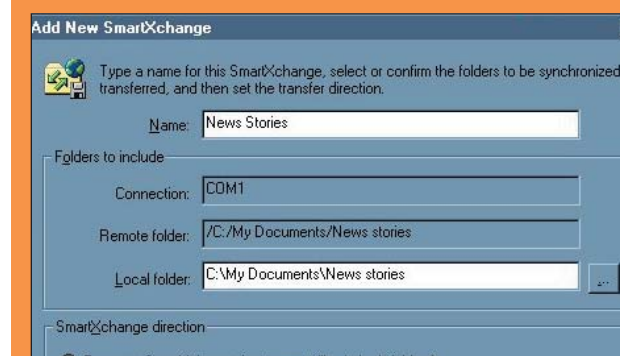 Add New SmartXchange
Type a name for this SmartXchange, select or confirm the folders to be synchronized
transferred, and then set the transfer direction.
Name: News Stories
Folders to include
Connection: COM1
Remote folder: /C:/My Documents/News stories
Local folder: C:\My Documents\News stories
...
SmartXchange direction